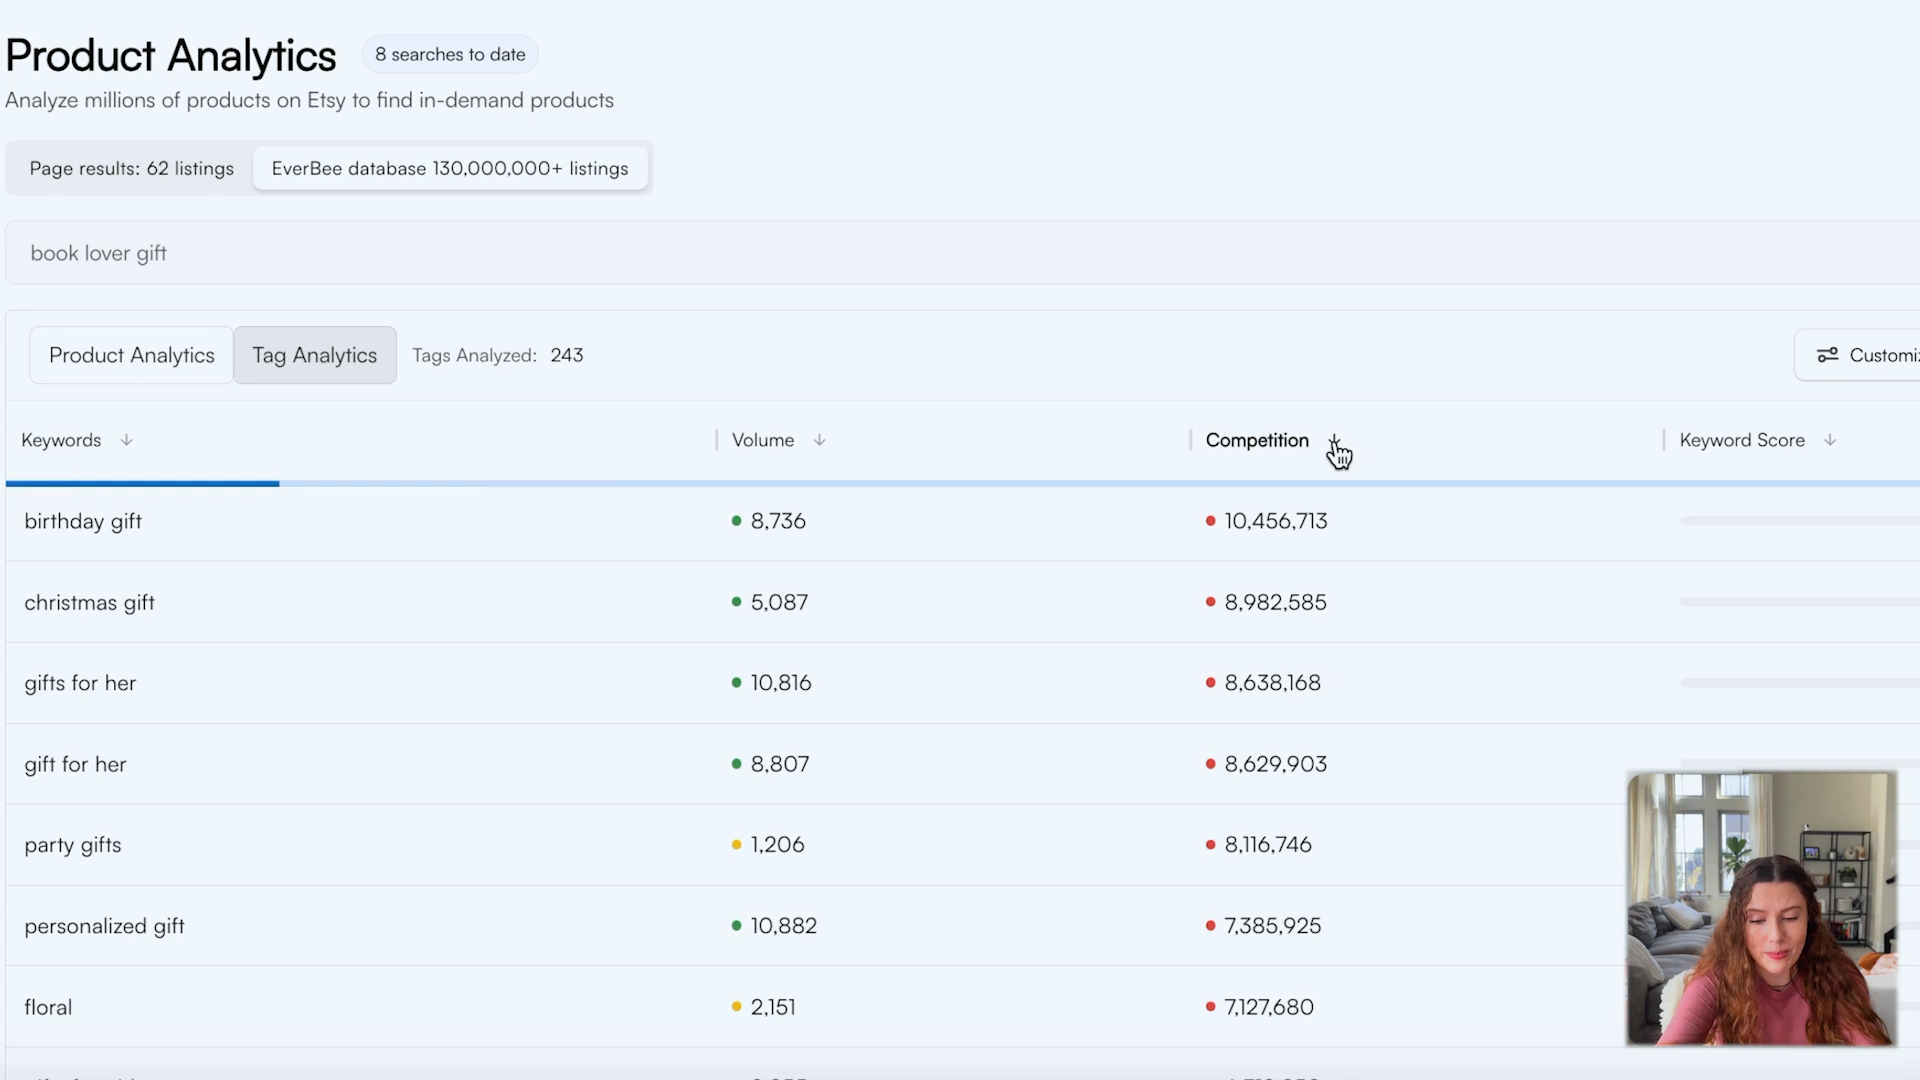 Product Analytics 8 searches to date
Analyze millions of products on Etsy to find in-demand products
Page results: 62 listings EverBee database 130,000,000+ listings
book lover gift
Product Analytics Tag Analytics Tags Analyzed: 243
Keywords Volume Competition Keyword Score
birthday gift 8,736 10,456,713
christmas gift 5,087 8,982,585
gifts for her 10,816 8,638,168
gift for her 8,807 8,629,903
party gifts 1,206 8,116,746
personalized gift 10,882 7,385,925
floral 2,151 7,127,680